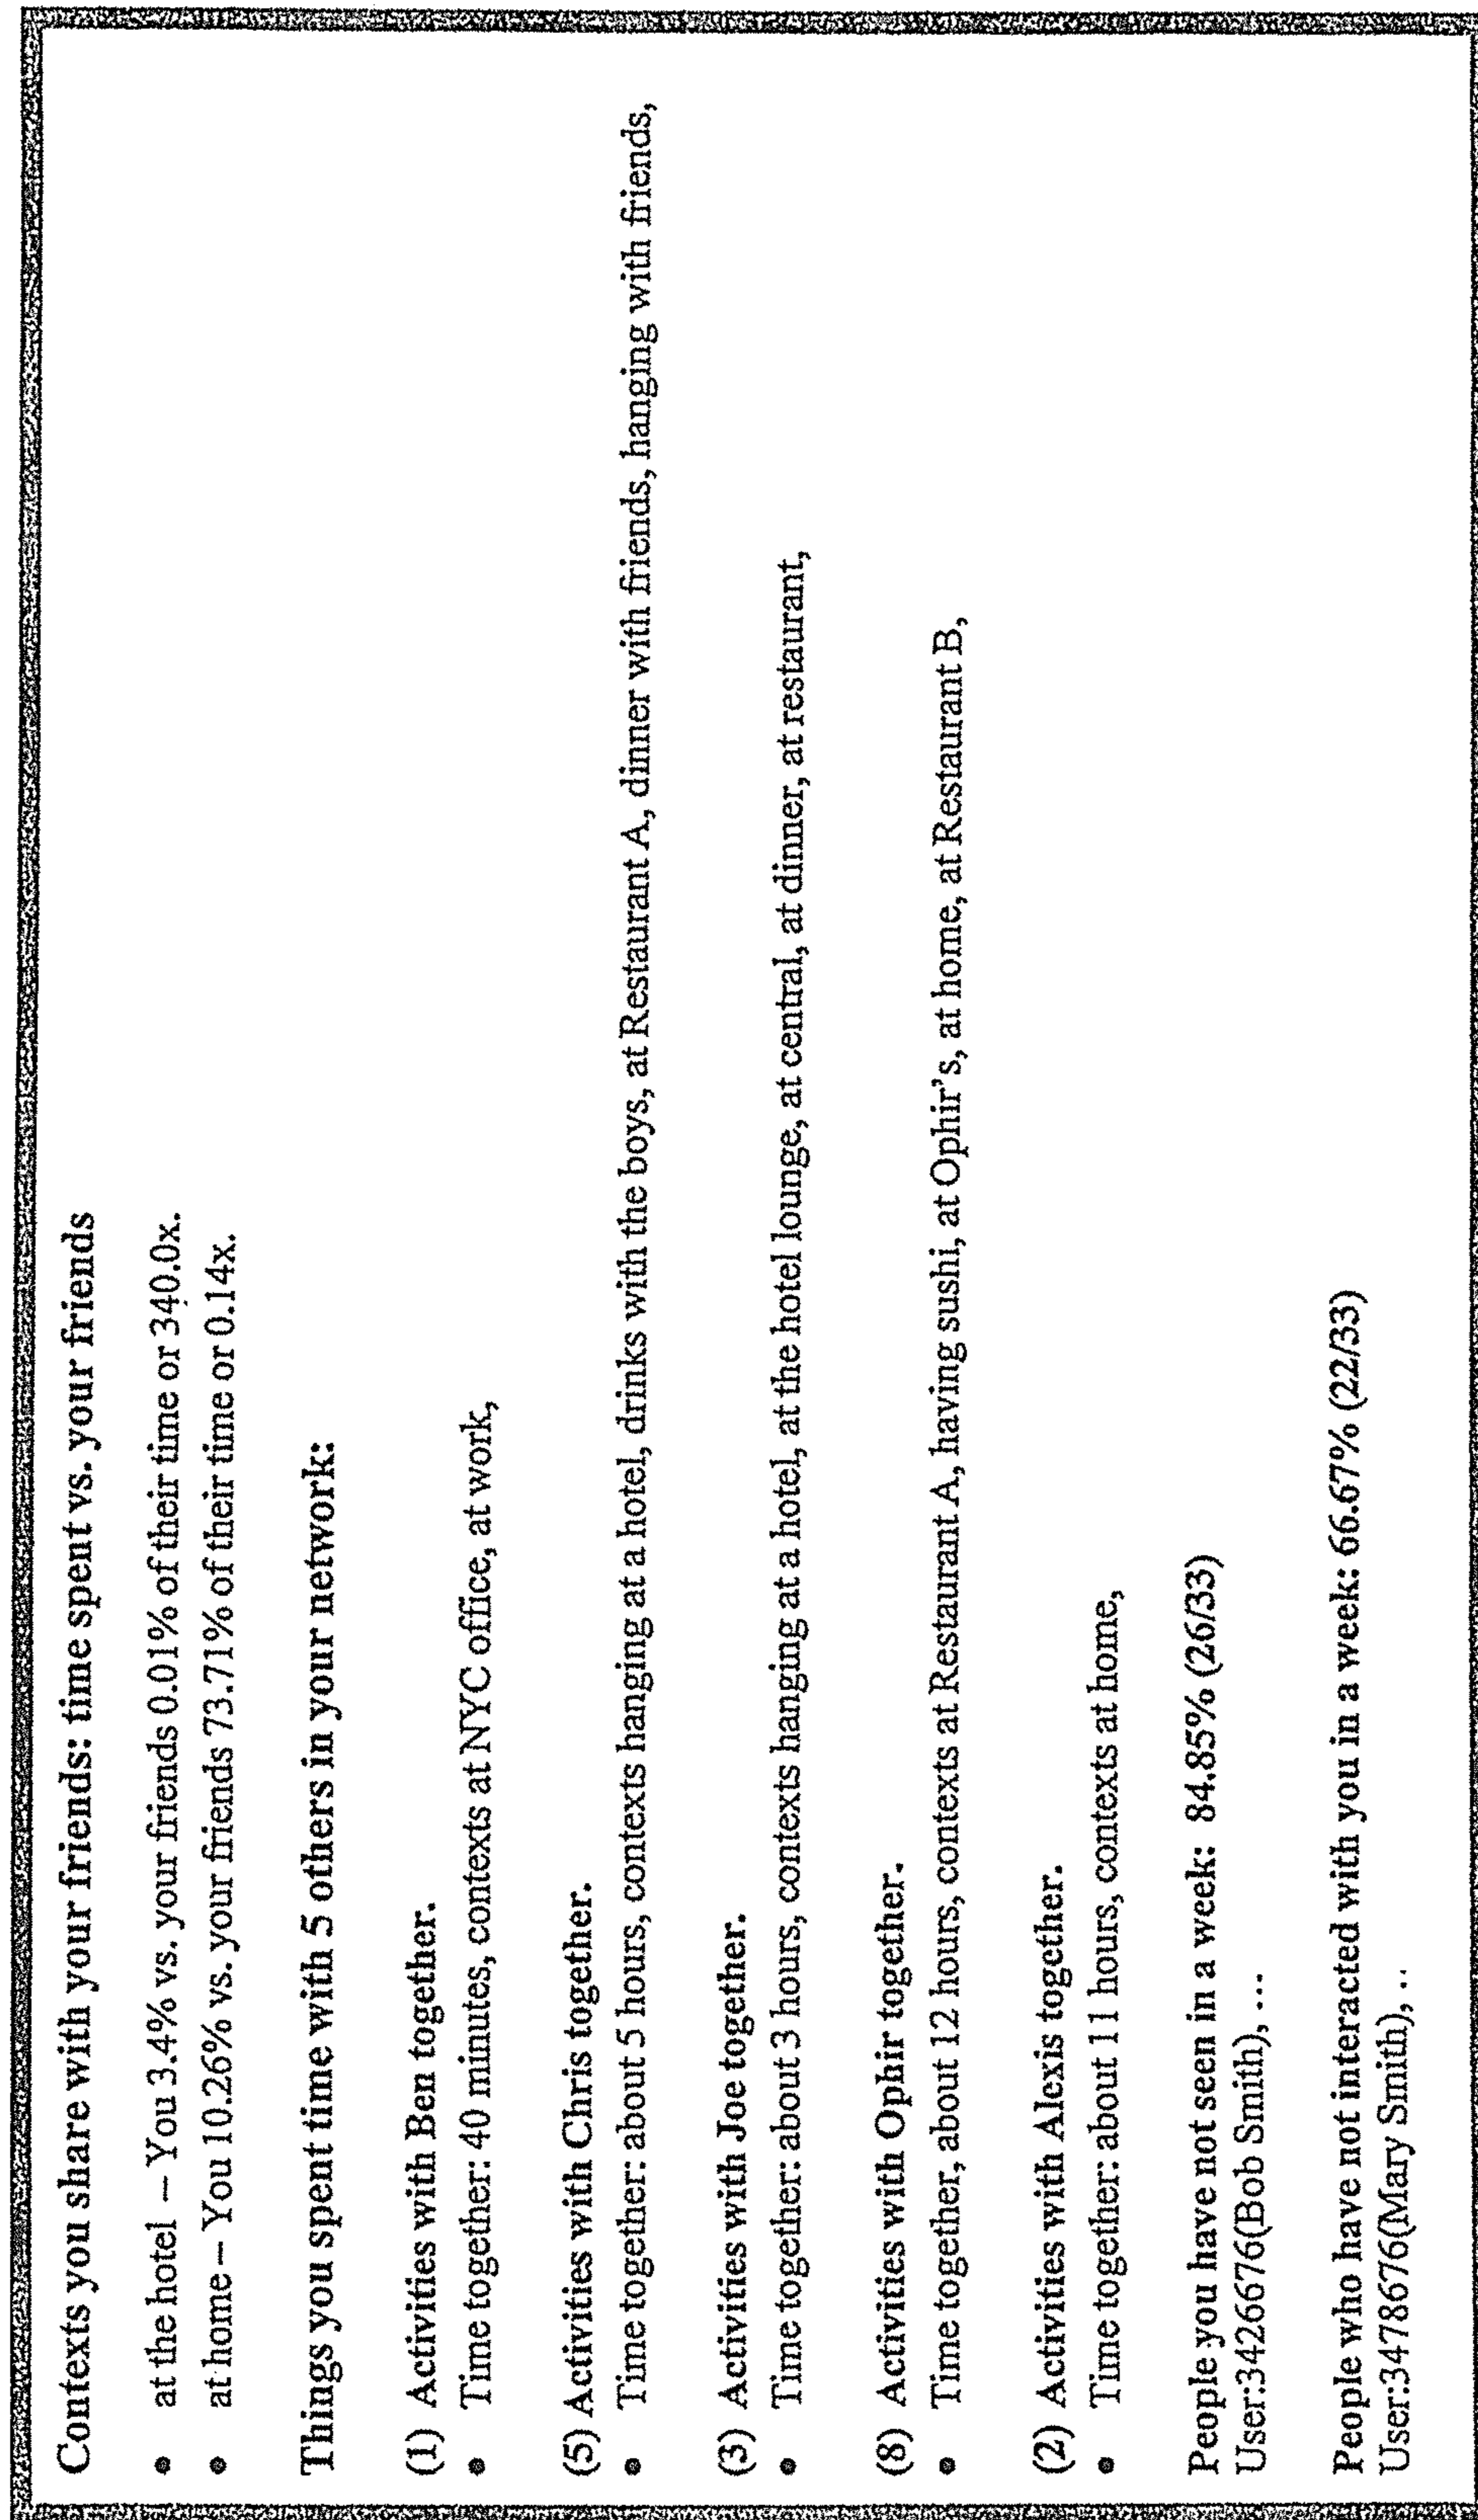 Contexts you share with your friends: time spent vs. your friends
• at the hotel – You 3.4% vs. your friends 0.01% of their time or 340.0x.
• at home – You 10.26% vs. your friends 73.71% of their time or 0.14x.
Things you spent time with 5 others in your network:
(1) Activities with Ben together.
• Time together: 40 minutes, contexts at NYC office, at work,
(5) Activities with Chris together.
• Time together: about 5 hours, contexts hanging at a hotel, drinks with the boys, at Restaurant A, dinner with friends, hanging with friends,
(3) Activities with Joe together.
• Time together: about 3 hours, contexts hanging at a hotel, at the hotel lounge, at central, at dinner, at restaurant,
(8) Activities with Ophir together.
• Time together, about 12 hours, contexts at Restaurant A, having sushi, at Ophir's, at home, at Restaurant B,
(2) Activities with Alexis together.
• Time together: about 11 hours, contexts at home,
People you have not seen in a week: 84.85% (26/33)
User:3426676(Bob Smith), ...
People who have not interacted with you in a week: 66.67% (22/33)
User:3478676(Mary Smith), ..